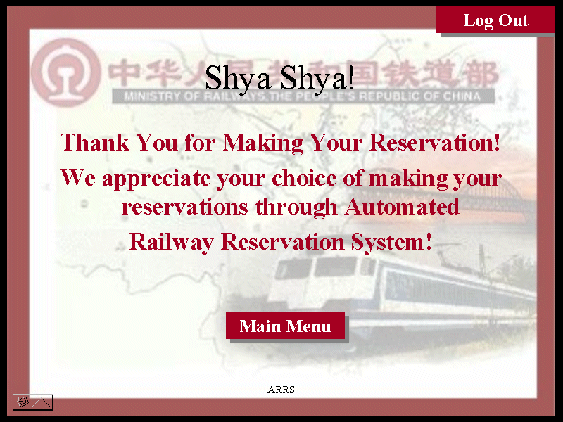 Log Out
中华人民共和国铁道部
Shya Shya!
MINISTRY OF RAILWAYS.THE PEOPLE'S REPUBLIC OF CHINA
Thank You for Making Your Reservation!
We appreciate your choice of making your
reservations through Automated
Railway Reservation System!
Main Menu
ARRS